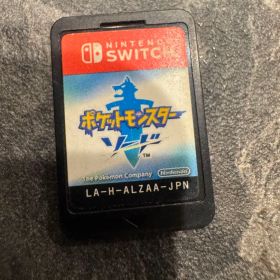 NINTENDO
SWITCH
ポケットモンスター
ソード
TM
The Pokémon Company
Nintendo
LA-H-ALZAA-JPN